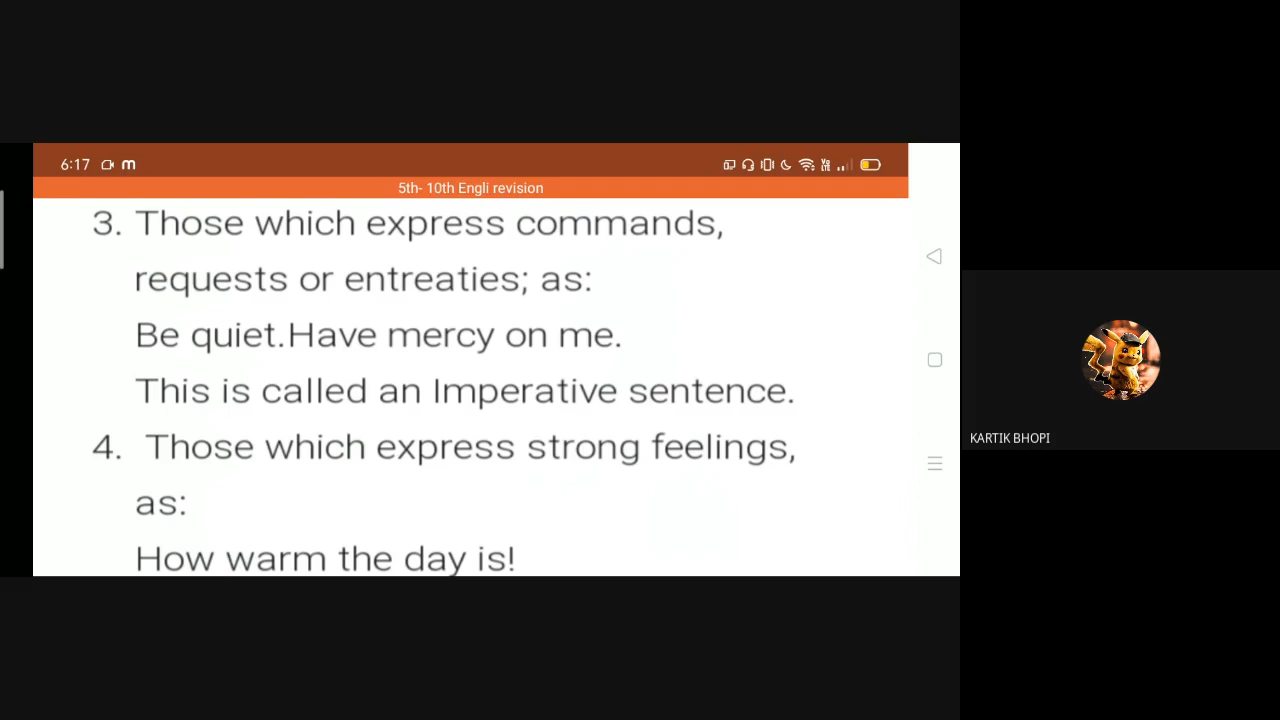 6:17 m
5th- 10th Engli revision
3. Those which express commands,
requests or entreaties; as:
Be quiet.Have mercy on me.
This is called an Imperative sentence.
4. Those which express strong feelings,
as:
How warm the day is!
KARTIK BHOPI